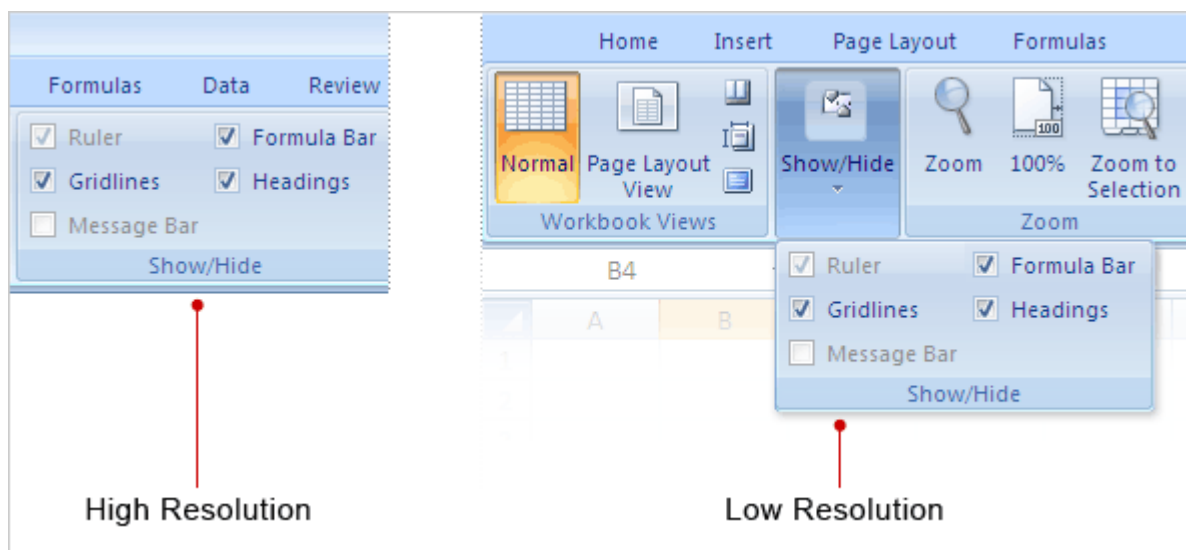 Formulas Data Review
Ruler Formula Bar
Gridlines Headings
Message Bar
Show/Hide
High Resolution
Home Insert Page Layout Formulas
Normal Page Layout View Show/Hide Zoom 100% Zoom to Selection
100
Workbook Views Zoom
B4
A B
Ruler Formula Bar
Gridlines Headings
Message Bar
Show/Hide
1
2
Low Resolution